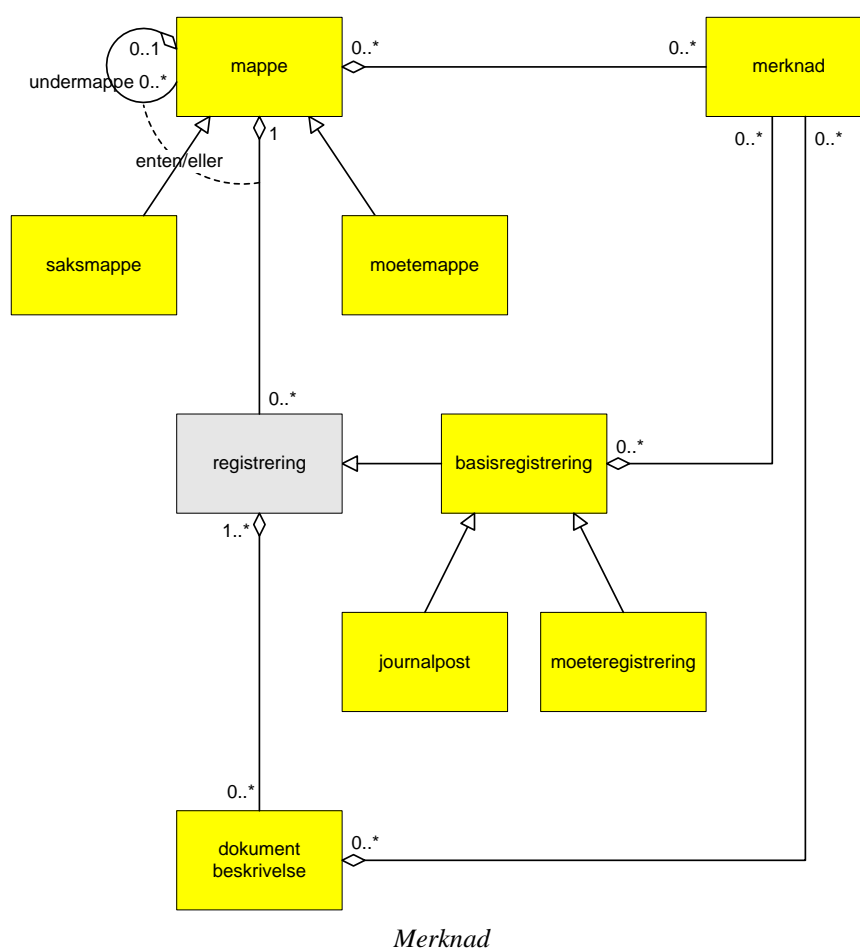 0..1
mappe
0..*
0..*
merknad
undermappe 0..*
1
enten/eller
0..*
0..*
saksmappe
moetemappe
0..*
registrering
basisregistrering
0..*
1..*
journalpost
moeteregistrering
0..*
dokument
beskrivelse
0..*
Merknad